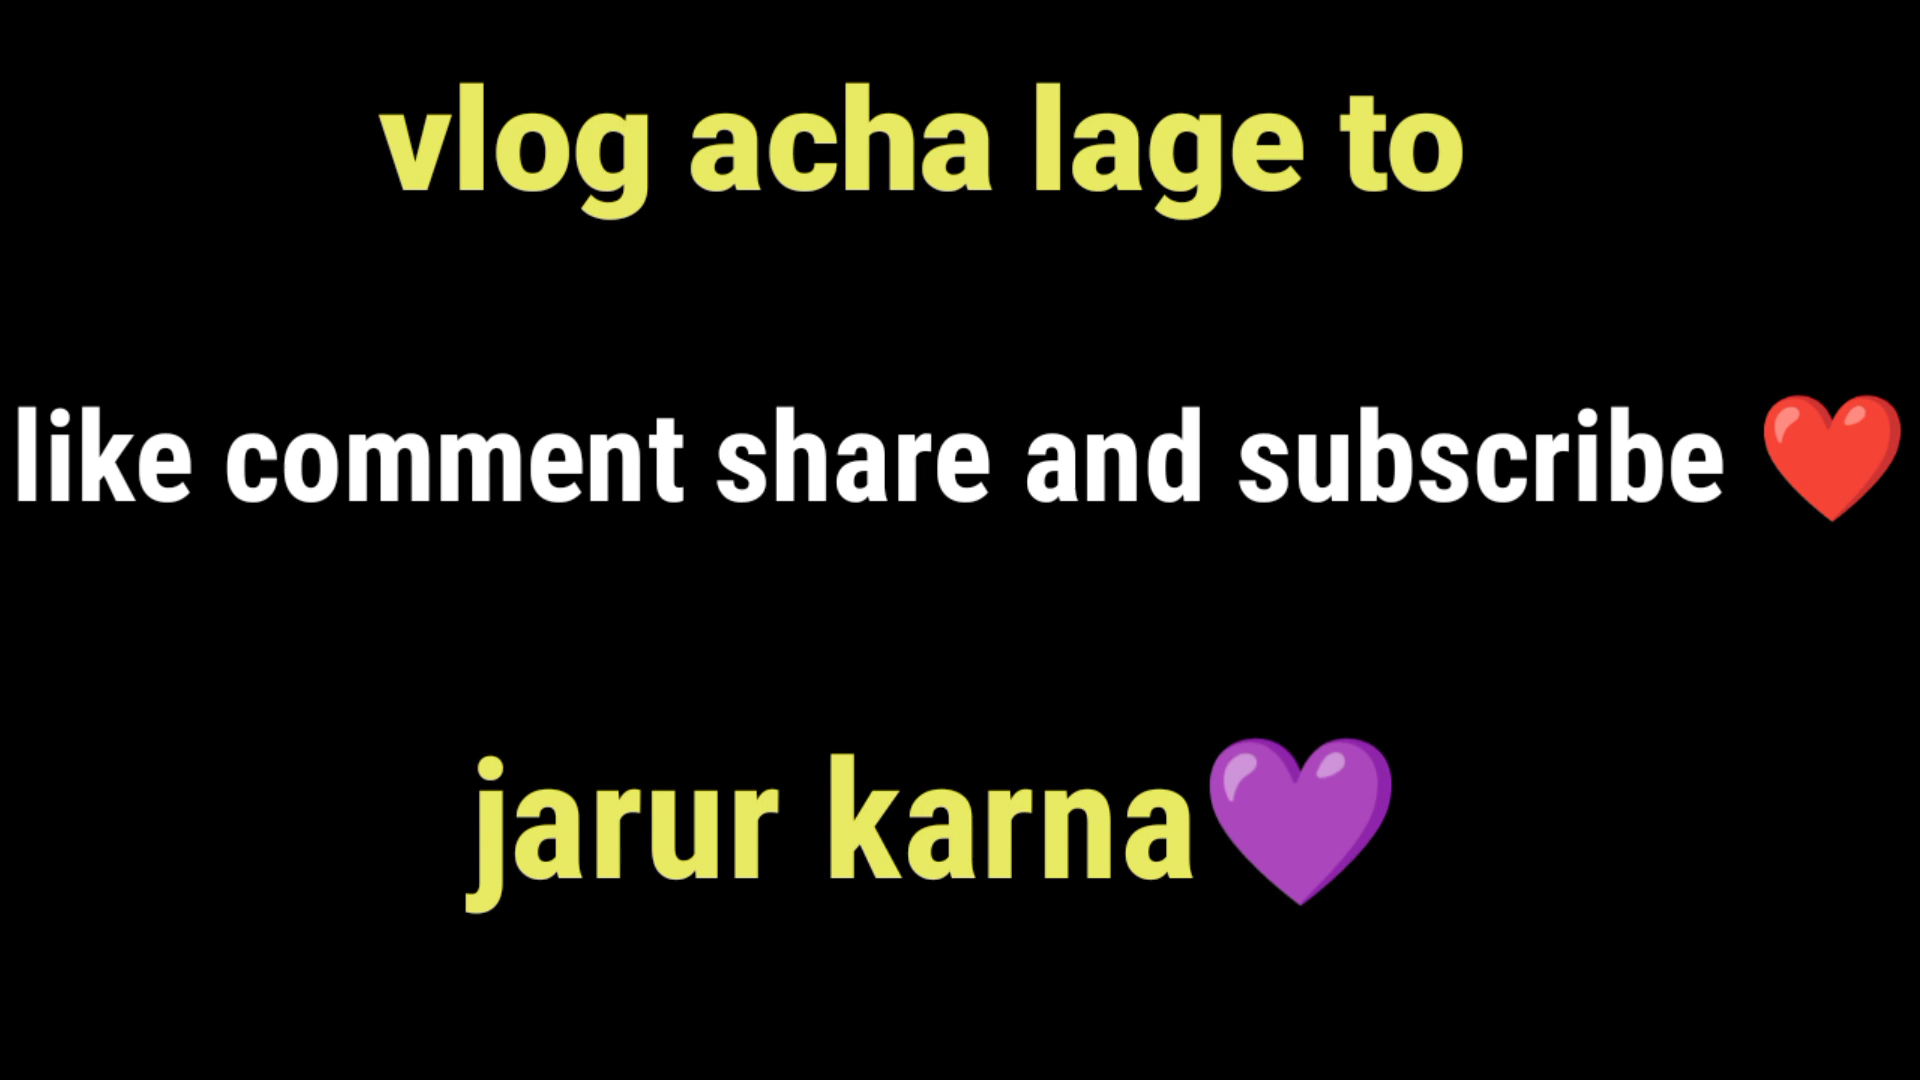 vlog acha lage to
like comment share and subscribe ❤️
jarur karna💜